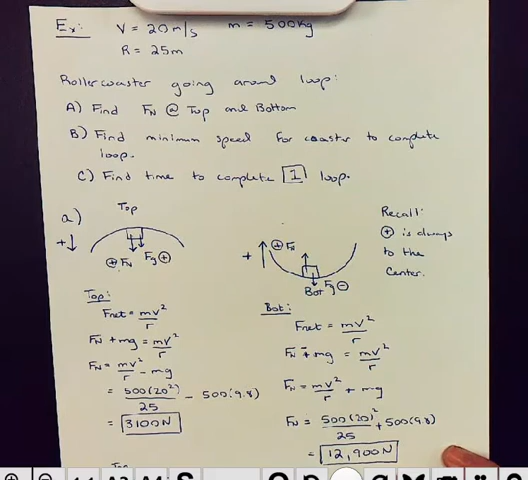 Ex: V = 20m/s m = 500kg
R = 25m
Rollercoaster going around loop:
A) Find FN @ Top and Bottom
B) Find minimum speed for coaster to complete
loop.
C) Find time to complete 1 loop.
a) Top
+↓
⊕ FN Fg ⊕
+ ↑ ⊕ FN
Bot Fg ⊖
Recall:
⊕ is always
to the
Center.
Top:
Fnet = mv²/r
FN + mg = mv²/r
FN = mv²/r - mg
= 500(20²)/25 - 500(9.8)
= 3100N
Bot:
Fnet = mv²/r
= mv²/r
FN = mv²/r + mg
FN = 500(20)²/25 + 500(9.8)
= 12,900N